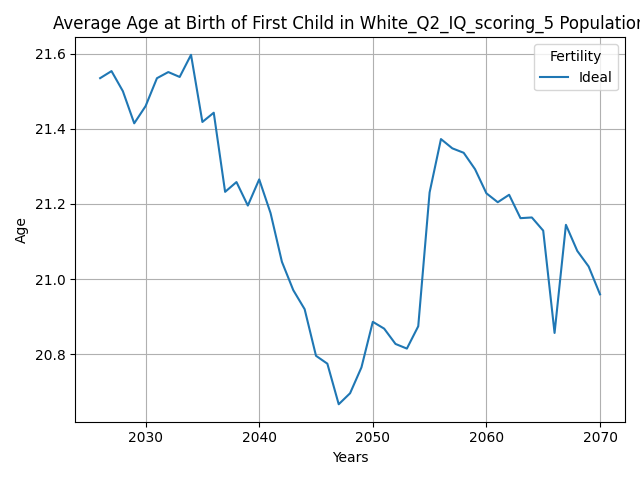 Average Age at Birth of First Child in White_Q2_IQ_scoring_5 Population
Fertility
Ideal
21.6
21.4
21.2
21.0
20.8
Age
2030
2040
2050
2060
2070
Years